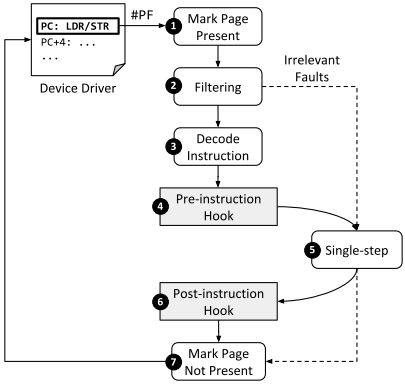 PC: LDR/STR
PC+4: ...
...
Device Driver
#PF
1
Mark Page
Present
2
Filtering
Irrelevant
Faults
3
Decode
Instruction
4
Pre-instruction
Hook
5
Single-step
6
Post-instruction
Hook
7
Mark Page
Not Present